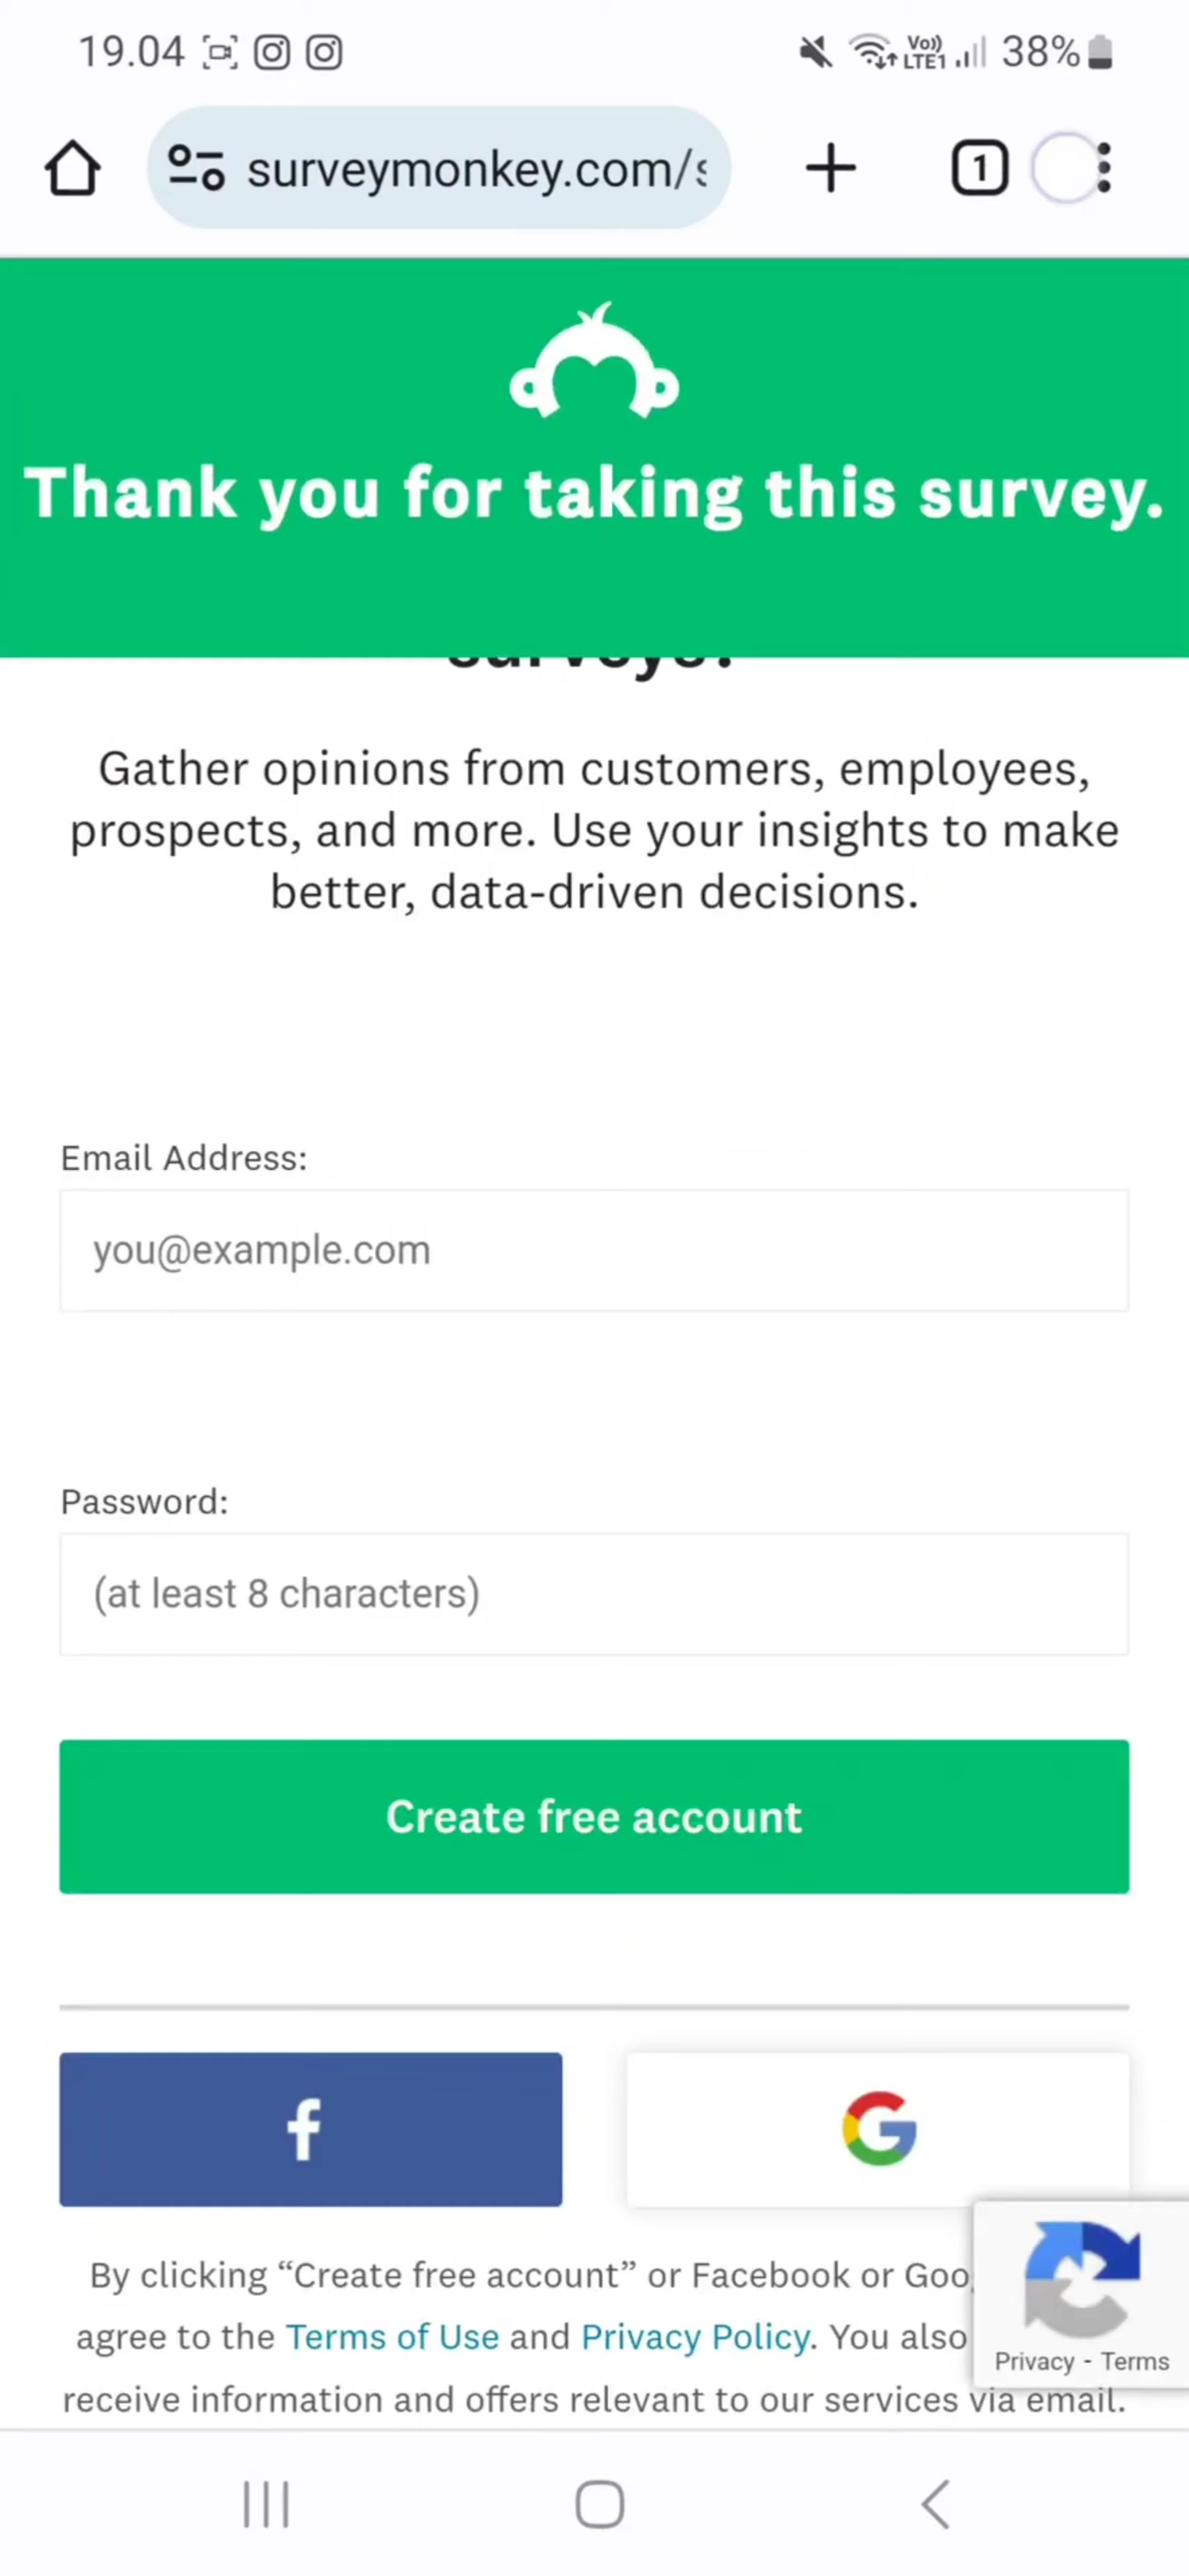 19.04
Vo)) LTE1 38%
surveymonkey.com/s
1
Thank you for taking this survey.
surveys?
Gather opinions from customers, employees,
prospects, and more. Use your insights to make
better, data-driven decisions.
Email Address:
you@example.com
Password:
(at least 8 characters)
Create free account
By clicking “Create free account” or Facebook or Goo
agree to the Terms of Use and Privacy Policy. You also
Privacy - Terms
receive information and offers relevant to our services via email.